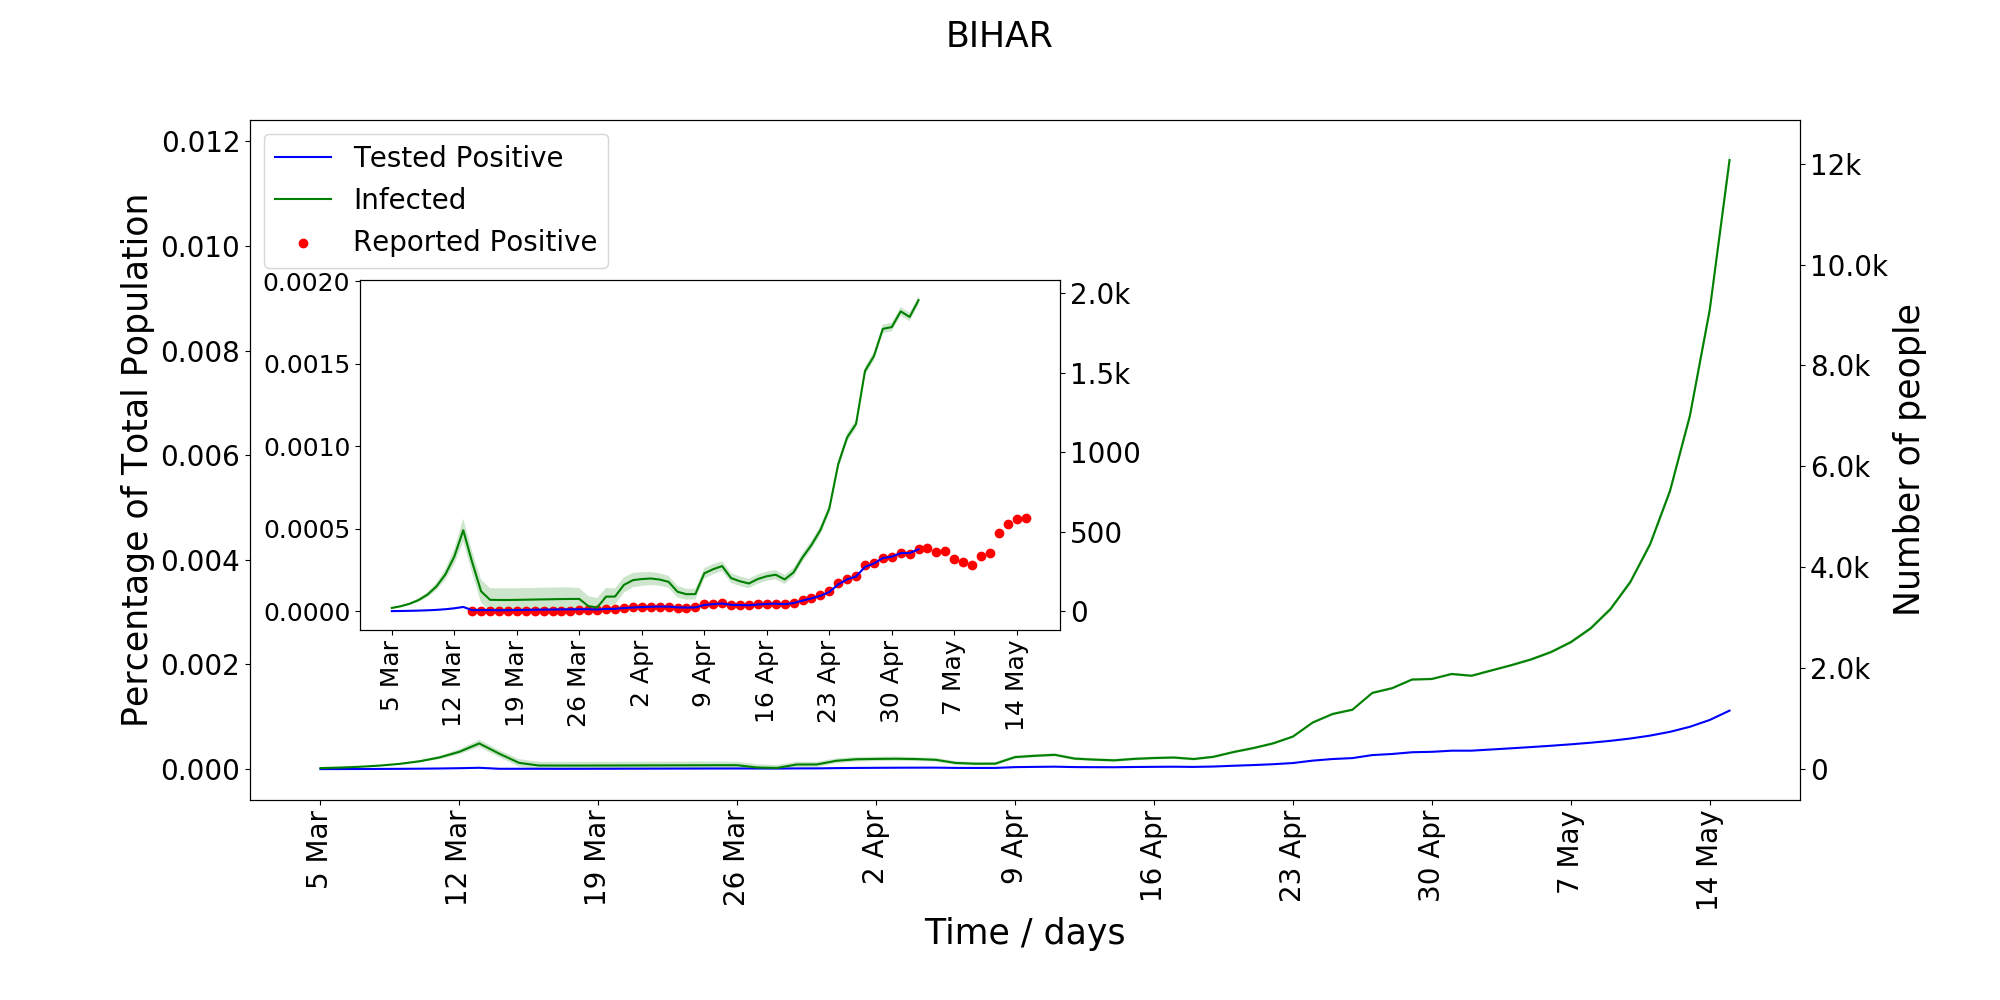 BIHAR
Tested Positive
Infected
Reported Positive
Percentage of Total Population
0.012
0.010
0.008
0.006
0.004
0.002
0.000
12k
10.0k
8.0k
6.0k
4.0k
2.0k
0
Number of people
0.0020
0.0015
0.0010
0.0005
0.0000
2.0k
1.5k
1000
500
0
5 Mar
12 Mar
19 Mar
26 Mar
2 Apr
9 Apr
16 Apr
23 Apr
30 Apr
7 May
14 May
5 Mar
12 Mar
19 Mar
26 Mar
2 Apr
9 Apr
16 Apr
23 Apr
30 Apr
7 May
14 May
Time / days